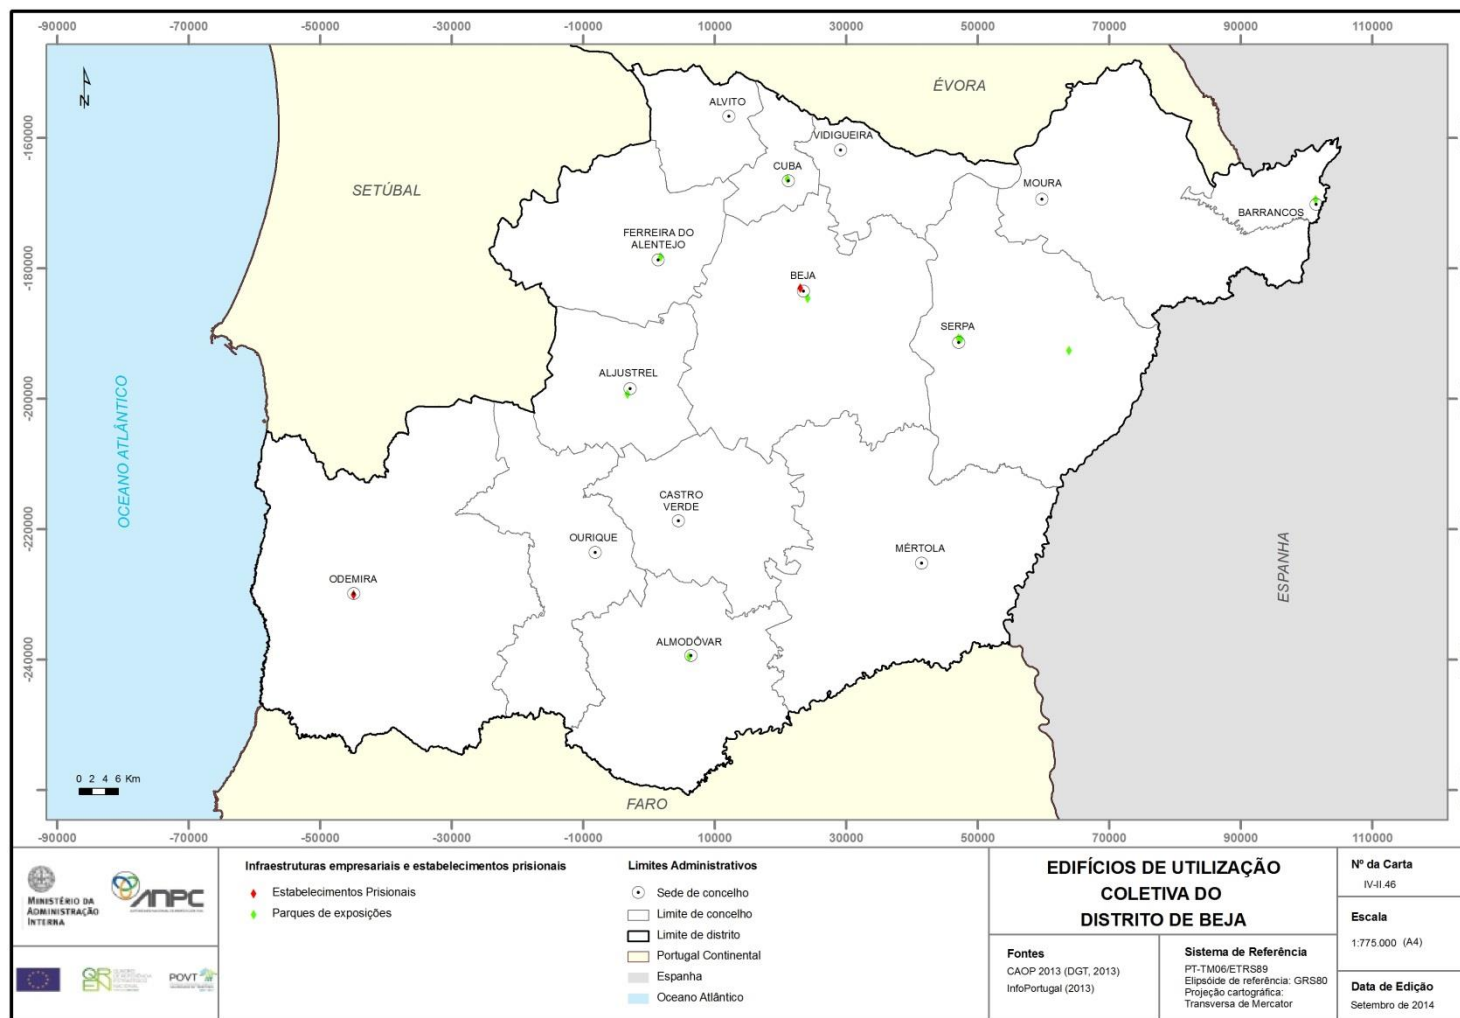 -90000 -70000 -50000 -30000 -10000 10000 30000 50000 70000 90000 110000
-160000
-180000
-200000
-220000
-240000
N
ÉVORA
ALVITO
VIDIGUEIRA
CUBA
SETÚBAL
MOURA
BARRANCOS
FERREIRA DO
ALENTEJO
BEJA
SERPA
ALJUSTREL
OCEANO ATLÂNTICO
CASTRO
VERDE
OURIQUE
MÉRTOLA
ESPANHA
ODEMIRA
ALMODÔVAR
0 2 4 6 Km
FARO
-90000 -70000 -50000 -30000 -10000 10000 30000 50000 70000 90000 110000
MINISTÉRIO DA
ADMINISTRAÇÃO
INTERNA
ANPC
QREN
POVT
Infraestruturas empresariais e estabelecimentos prisionais
Estabelecimentos Prisionais
Parques de exposições
Limites Administrativos
Sede de concelho
Limite de concelho
Limite de distrito
Portugal Continental
Espanha
Oceano Atlântico
EDIFÍCIOS DE UTILIZAÇÃO
COLETIVA DO
DISTRITO DE BEJA
Fontes
CAOP 2013 (DGT, 2013)
InfoPortugal (2013)
Sistema de Referência
PT-TM06/ETRS89
Elipsóide de referência: GRS80
Projeção cartográfica:
Transversa de Mercator
Nº da Carta
IV-II.46
Escala
1:775.000 (A4)
Data de Edição
Setembro de 2014